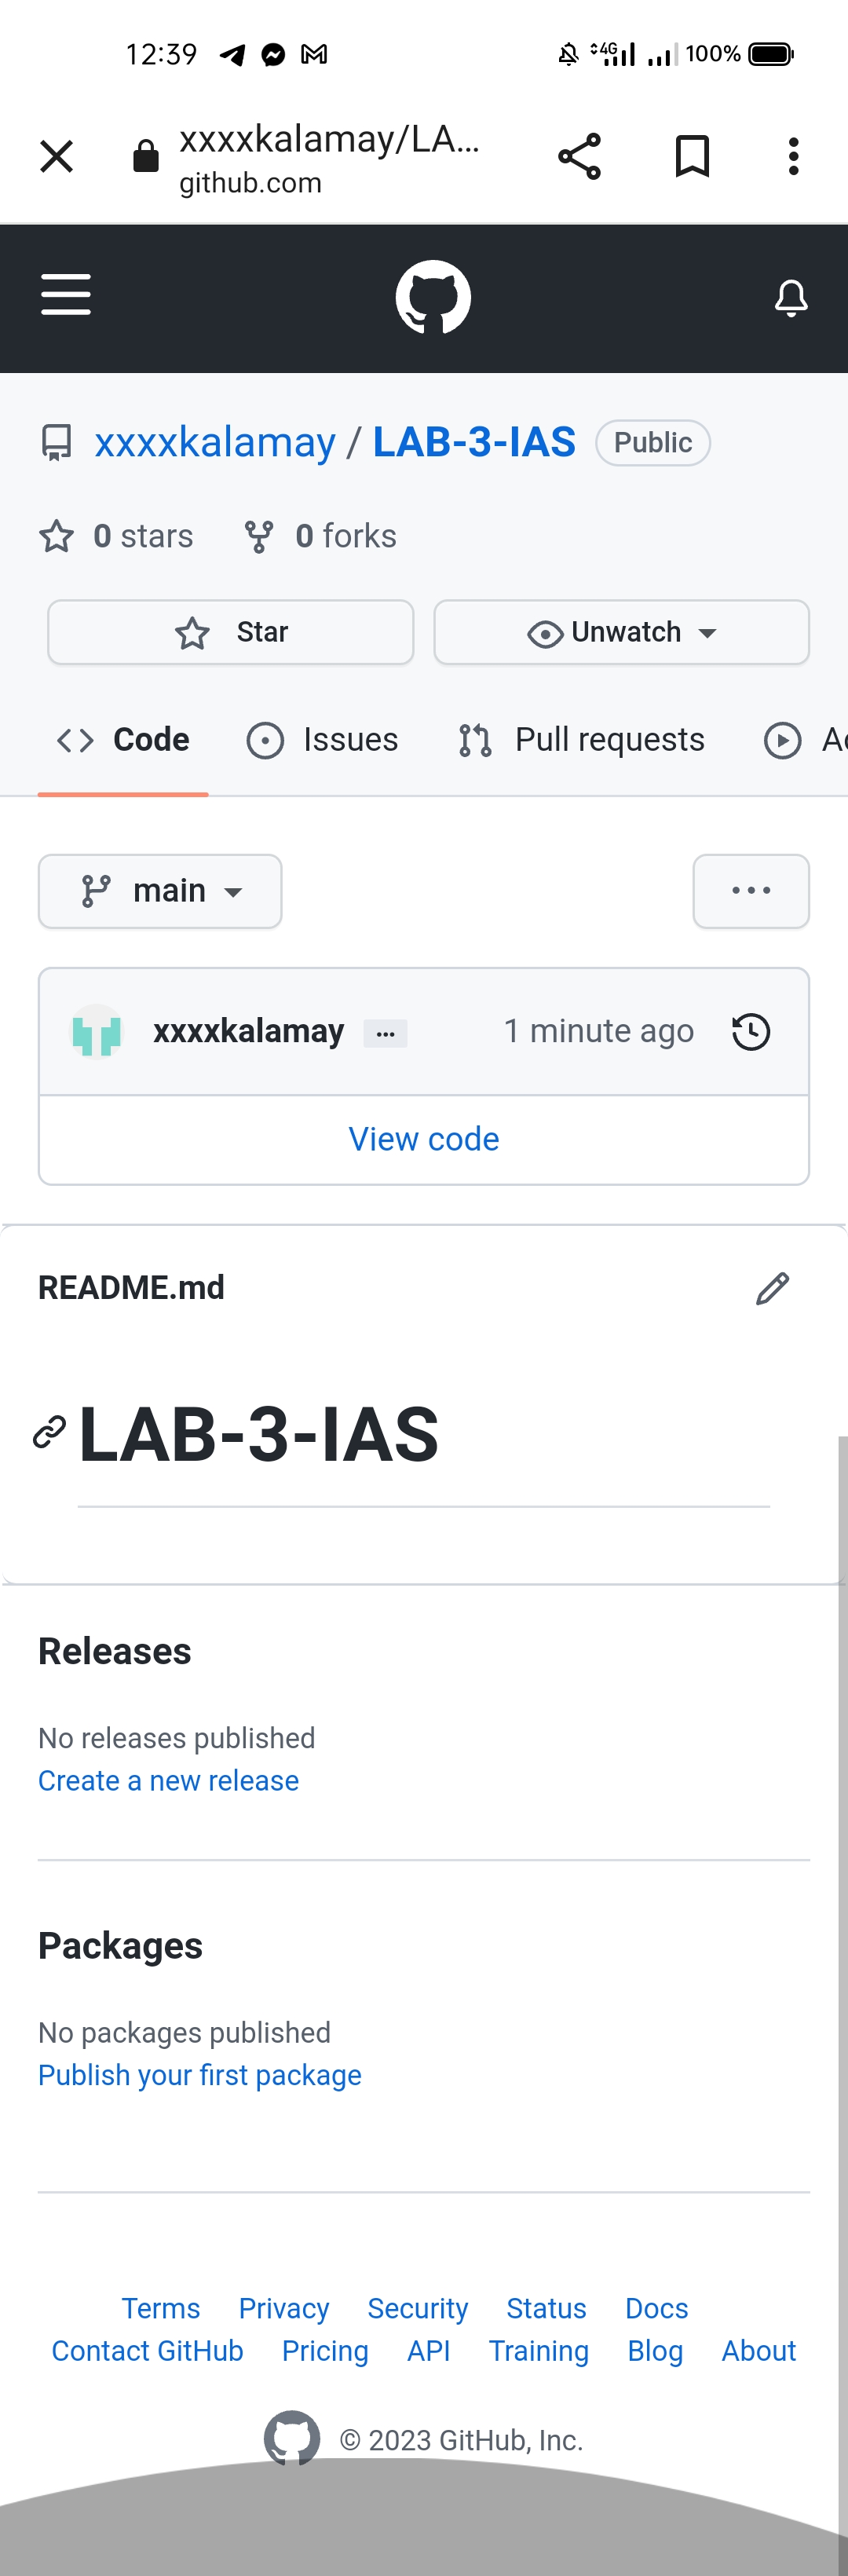 12:39 4G 100%
xxxxkalamay/LA...
github.com
xxxxkalamay / LAB-3-IAS Public
0 stars 0 forks
Star Unwatch
Code Issues Pull requests Ac
main
xxxxkalamay ... 1 minute ago
View code
README.md
LAB-3-IAS
Releases
No releases published
Create a new release
Packages
No packages published
Publish your first package
Terms Privacy Security Status Docs
Contact GitHub Pricing API Training Blog About
© 2023 GitHub, Inc.